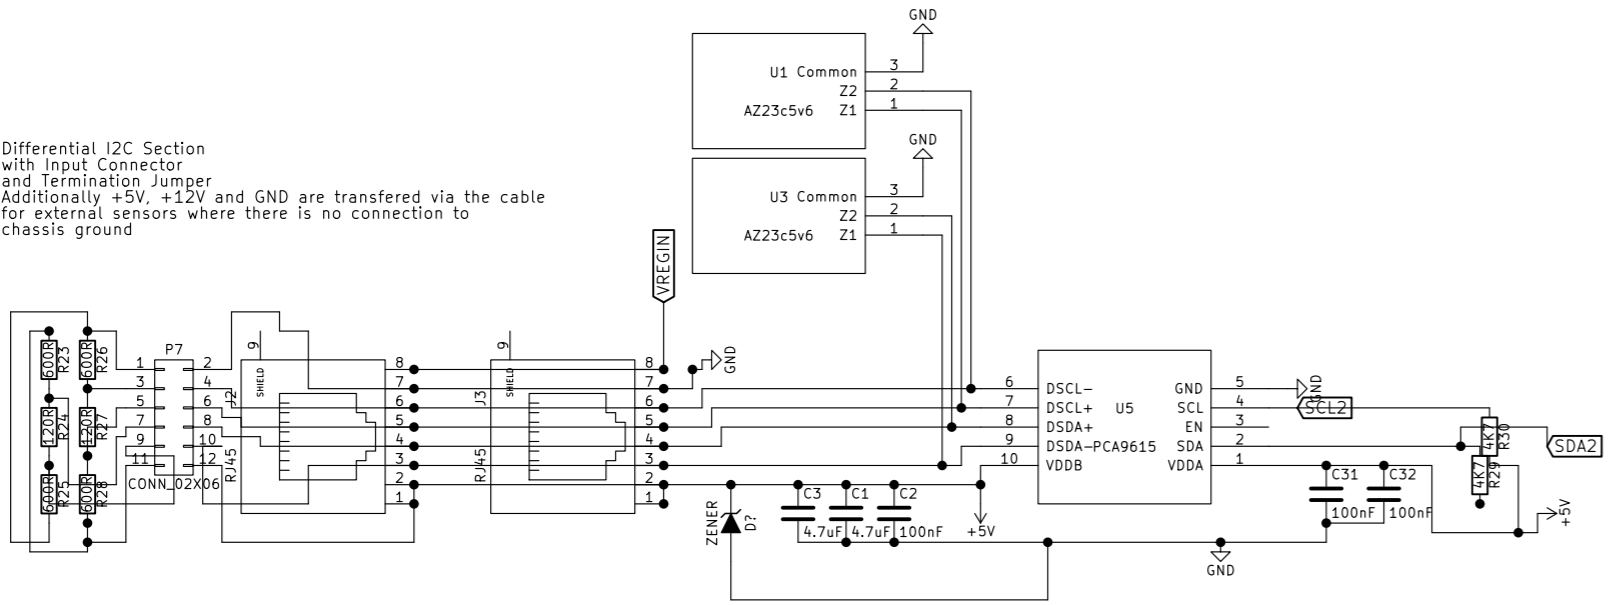 GND
U1 Common
3
Z2
2
AZ23c5v6
Z1
1
GND
U3 Common
3
Z2
2
AZ23c5v6
Z1
1
Differential I2C Section
with Input Connector
and Termination Jumper
Additionally +5V, +12V and GND are transfered via the cable
for external sensors where there is no connection to
chassis ground
VREGIN
600R
R23
600R
R26
120R
R24
120R
R27
600R
R25
600R
R28
P7
1
2
3
4
5
6
7
8
9
10
11
12
CONN_02X06
J2
RJ45
SHIELD
9
8
7
6
5
4
3
2
1
J3
RJ45
SHIELD
9
8
7
6
5
4
3
2
1
GND
ZENER
D?
C3
4.7uF
C1
4.7uF
C2
100nF
+5V
6
DSCL-
7
DSCL+
8
DSDA+
9
DSDA-
10
VDDB
U5
PCA9615
GND
5
SCL
4
EN
3
SDA
2
VDDA
1
GND
SCL2
4K7
R30
4K7
R29
SDA2
C31
100nF
C32
100nF
+5V
GND